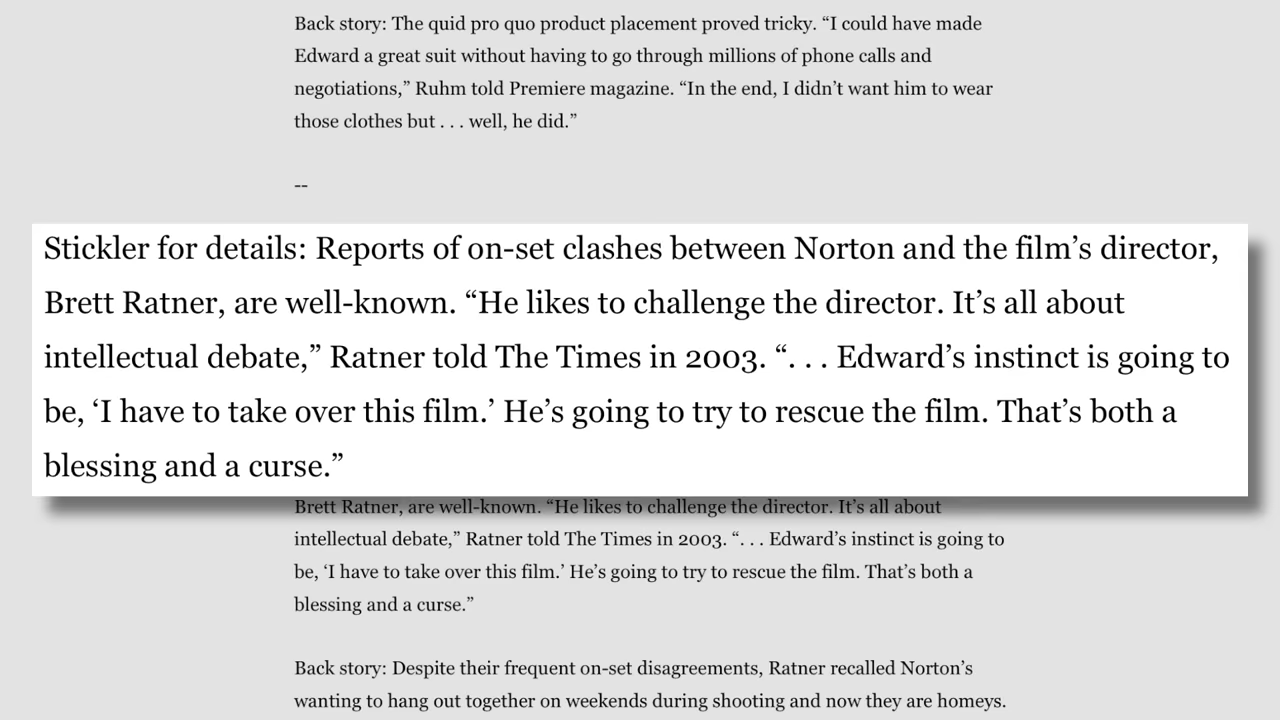 Back story: The quid pro quo product placement proved tricky. “I could have made
Edward a great suit without having to go through millions of phone calls and
negotiations,” Ruhm told Premiere magazine. “In the end, I didn’t want him to wear
those clothes but . . . well, he did.”
--
Stickler for details: Reports of on-set clashes between Norton and the film’s director,
Brett Ratner, are well-known. “He likes to challenge the director. It’s all about
intellectual debate,” Ratner told The Times in 2003. “. . . Edward’s instinct is going to
be, ‘I have to take over this film.’ He’s going to try to rescue the film. That’s both a
blessing and a curse.”
Brett Ratner, are well-known. “He likes to challenge the director. It’s all about
intellectual debate,” Ratner told The Times in 2003. “. . . Edward’s instinct is going to
be, ‘I have to take over this film.’ He’s going to try to rescue the film. That’s both a
blessing and a curse.”
Back story: Despite their frequent on-set disagreements, Ratner recalled Norton’s
wanting to hang out together on weekends during shooting and now they are homeys.